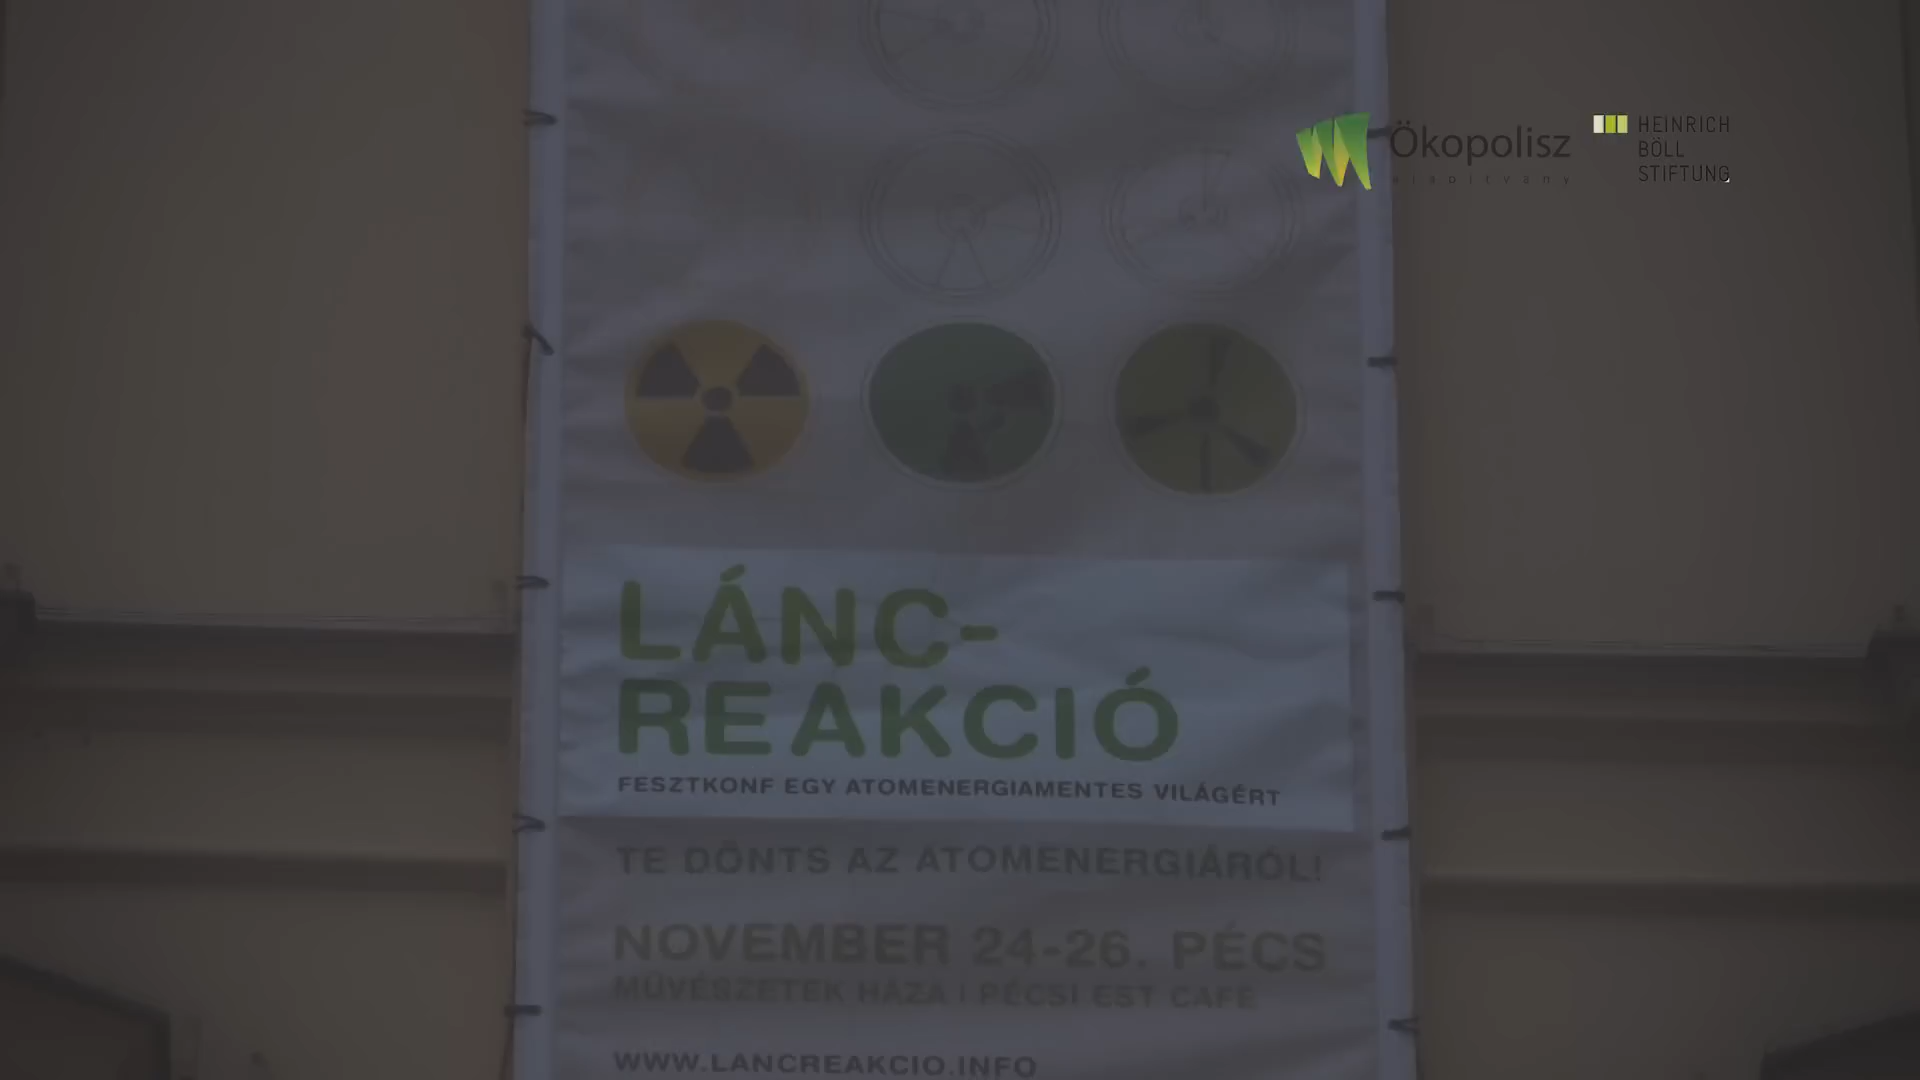 Ökopolisz
alapítvány
HEINRICH
BÖLL
STIFTUNG
LÁNC-
REAKCIÓ
FESZTKONF EGY ATOMENERGIAMENTES VILÁGÉRT
TE DÖNTS AZ ATOMENERGIÁRÓL!
NOVEMBER 24-26. PÉCS
MŰVÉSZETEK HÁZA | PÉCSI EST CAFE
WWW.LANCREAKCIO.INFO